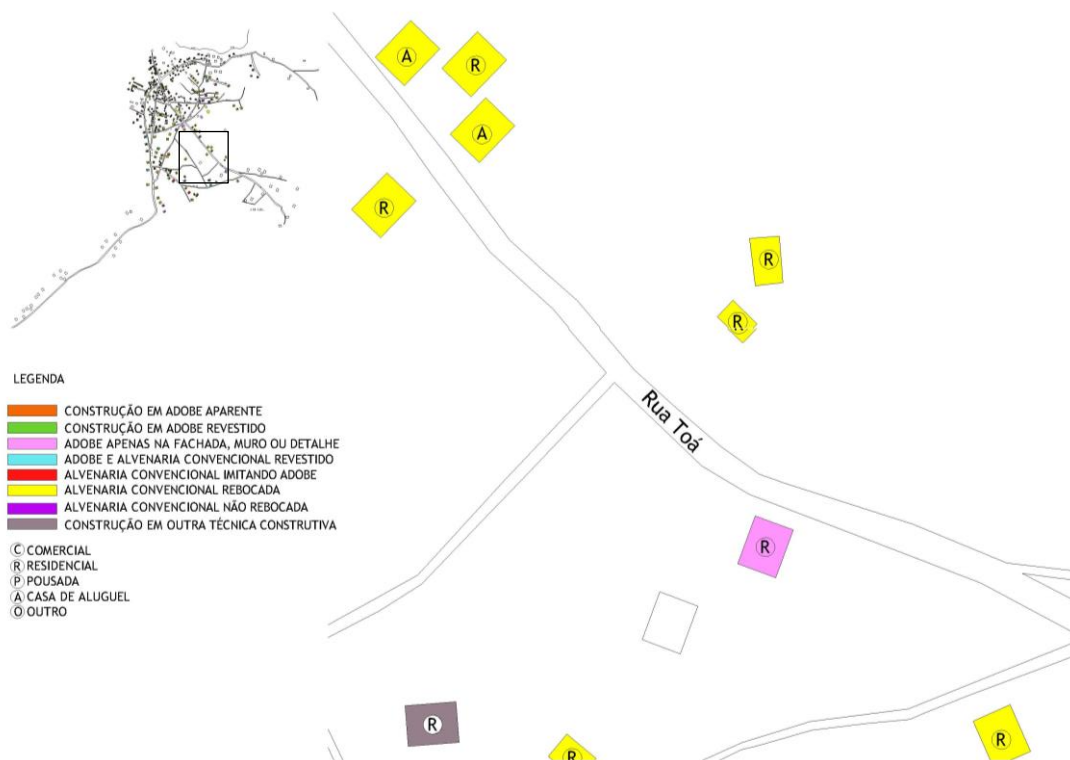 A
R
A
R
R
R
Rua Toá
LEGENDA
CONSTRUÇÃO EM ADOBE APARENTE
CONSTRUÇÃO EM ADOBE REVESTIDO
ADOBE APENAS NA FACHADA, MURO OU DETALHE
ADOBE E ALVENARIA CONVENCIONAL REVESTIDO
ALVENARIA CONVENCIONAL IMITANDO ADOBE
ALVENARIA CONVENCIONAL REBOCADA
ALVENARIA CONVENCIONAL NÃO REBOCADA
CONSTRUÇÃO EM OUTRA TÉCNICA CONSTRUTIVA
C COMERCIAL
R RESIDENCIAL
P POUSADA
A CASA DE ALUGUEL
O OUTRO
R
R
R
R